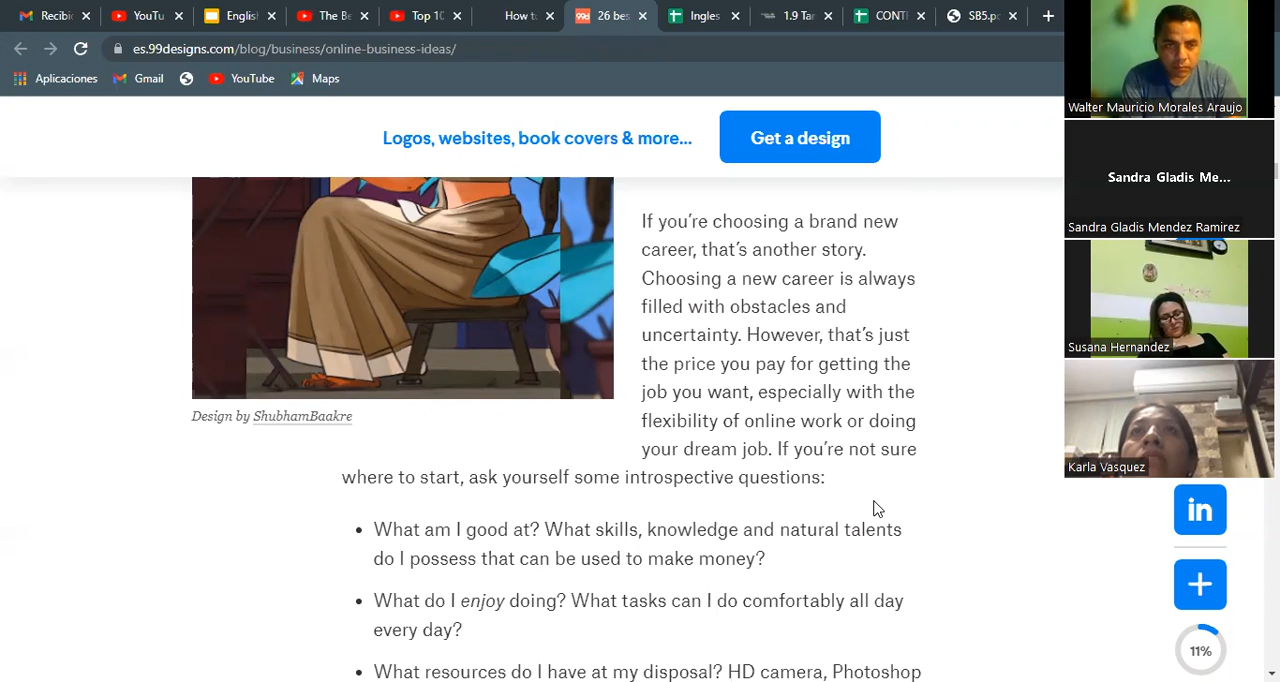 Recibic
YouTu
English
The Be
Top 10
How to
26 bes
Ingles
1.9 Tar
CONTI
SB5.pd
es.99designs.com/blog/business/online-business-ideas/
Aplicaciones
Gmail
YouTube
Maps
Logos, websites, book covers & more...
Get a design
Design by ShubhamBaakre
If you’re choosing a brand new
career, that’s another story.
Choosing a new career is always
filled with obstacles and
uncertainty. However, that’s just
the price you pay for getting the
job you want, especially with the
flexibility of online work or doing
your dream job. If you’re not sure
where to start, ask yourself some introspective questions:
• What am I good at? What skills, knowledge and natural talents
do I possess that can be used to make money?
• What do I enjoy doing? What tasks can I do comfortably all day
every day?
• What resources do I have at my disposal? HD camera, Photoshop
Walter Mauricio Morales Araujo
Sandra Gladis Me...
Sandra Gladis Mendez Ramirez
Susana Hernandez
Karla Vasquez
in
11%